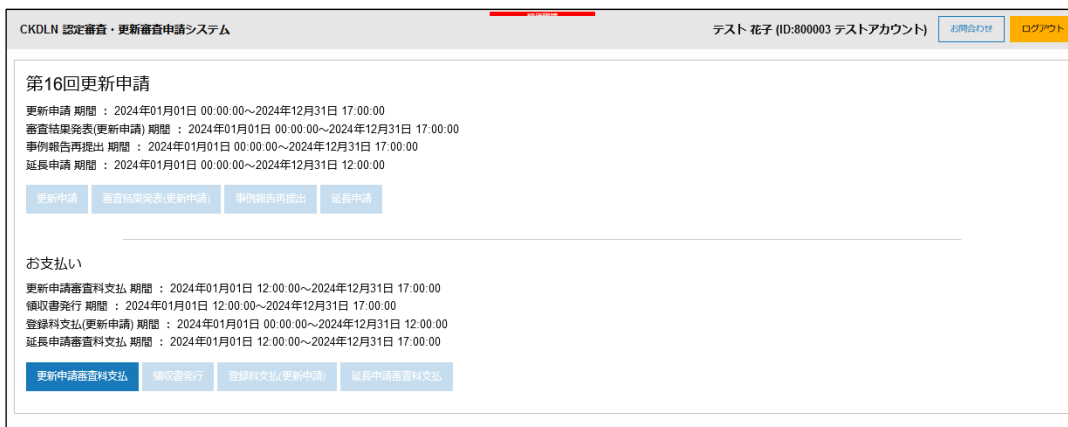 CKDLN 認定審査・更新審査申請システム
テスト 花子 (ID:800003 テストアカウント)
お問合わせ
ログアウト
第16回更新申請
更新申請 期間 ： 2024年01月01日 00:00:00～2024年12月31日 17:00:00
審査結果発表(更新申請) 期間 ： 2024年01月01日 00:00:00～2024年12月31日 17:00:00
事例報告再提出 期間 ： 2024年01月01日 00:00:00～2024年12月31日 17:00:00
延長申請 期間 ： 2024年01月01日 00:00:00～2024年12月31日 12:00:00
更新申請 審査結果発表(更新申請) 事例報告再提出 延長申請
お支払い
更新申請審査料支払 期間 ： 2024年01月01日 12:00:00～2024年12月31日 17:00:00
領収書発行 期間 ： 2024年01月01日 12:00:00～2024年12月31日 17:00:00
登録料支払(更新申請) 期間 ： 2024年01月01日 00:00:00～2024年12月31日 12:00:00
延長申請審査料支払 期間 ： 2024年01月01日 12:00:00～2024年12月31日 17:00:00
更新申請審査料支払 領収書発行 登録料支払(更新申請) 延長申請審査料支払